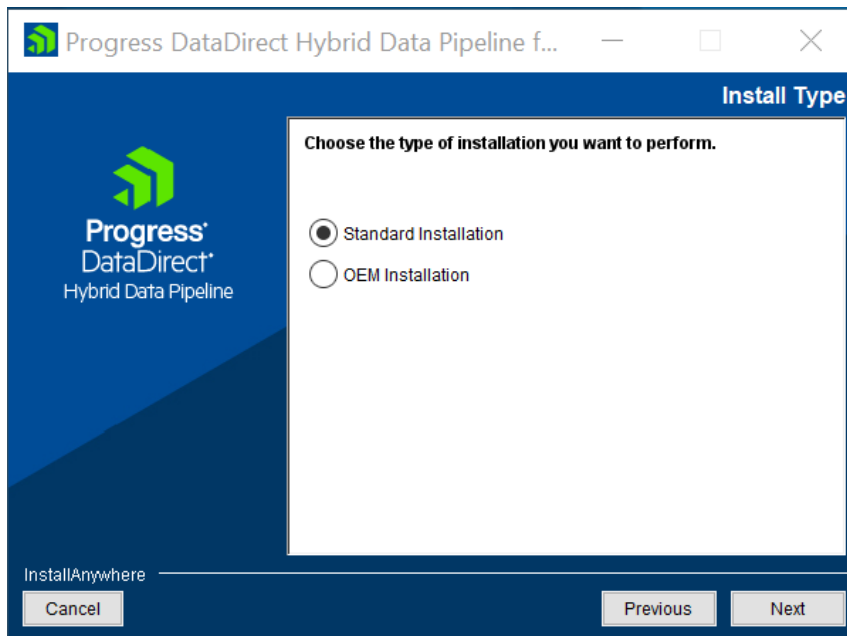 Progress DataDirect Hybrid Data Pipeline f...
Install Type
Progress
DataDirect
Hybrid Data Pipeline
Choose the type of installation you want to perform.
Standard Installation
OEM Installation
InstallAnywhere
Cancel
Previous
Next